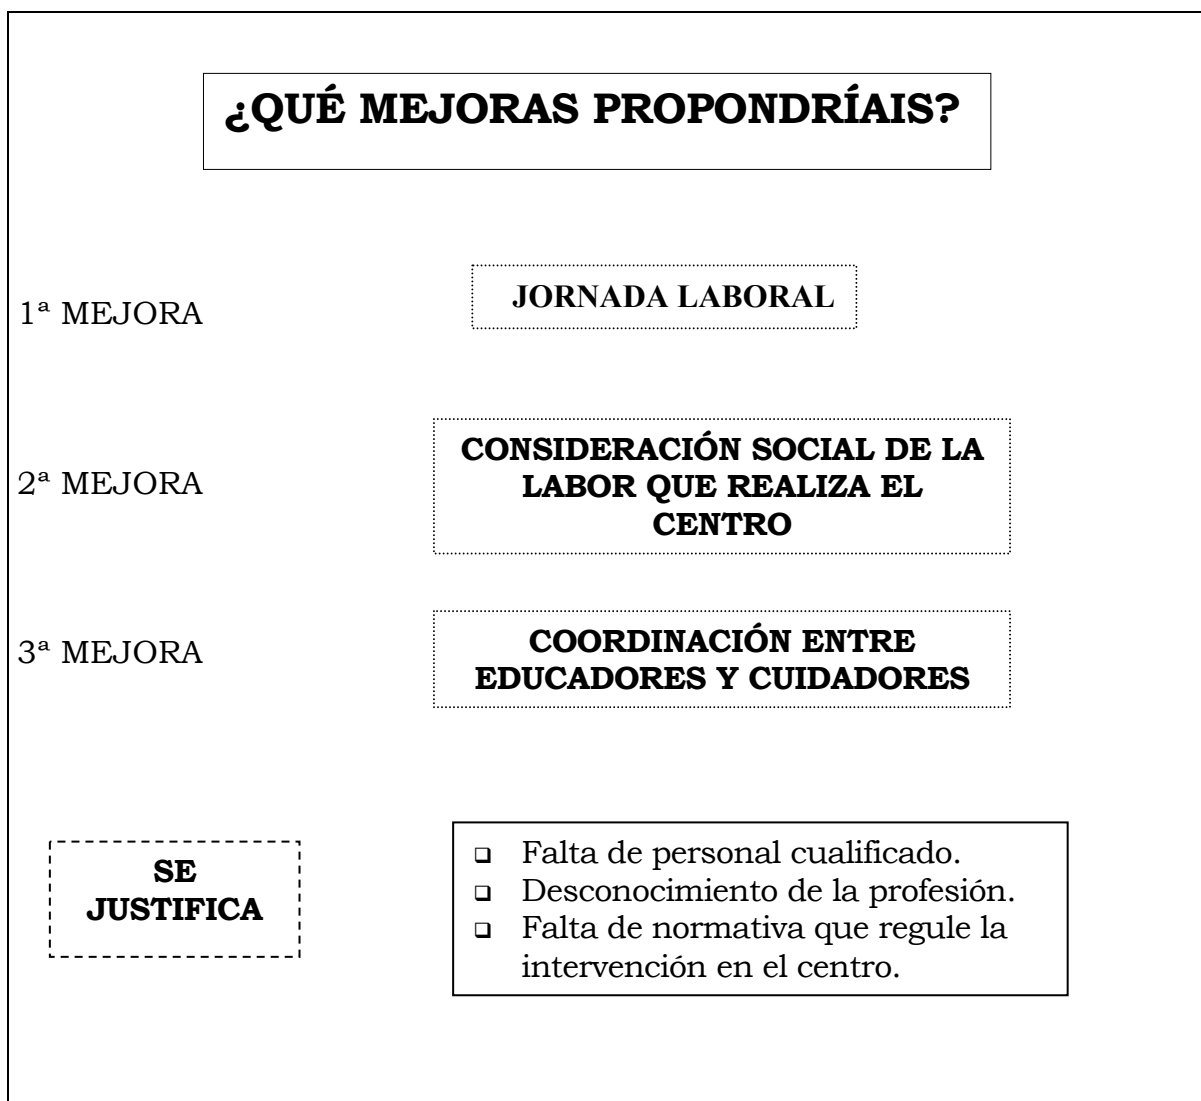 ¿QUÉ MEJORAS PROPONDRÍAIS?
1ª MEJORA
JORNADA LABORAL
2ª MEJORA
CONSIDERACIÓN SOCIAL DE LA
LABOR QUE REALIZA EL
CENTRO
3ª MEJORA
COORDINACIÓN ENTRE
EDUCADORES Y CUIDADORES
SE
JUSTIFICA
❑ Falta de personal cualificado.
❑ Desconocimiento de la profesión.
❑ Falta de normativa que regule la
intervención en el centro.